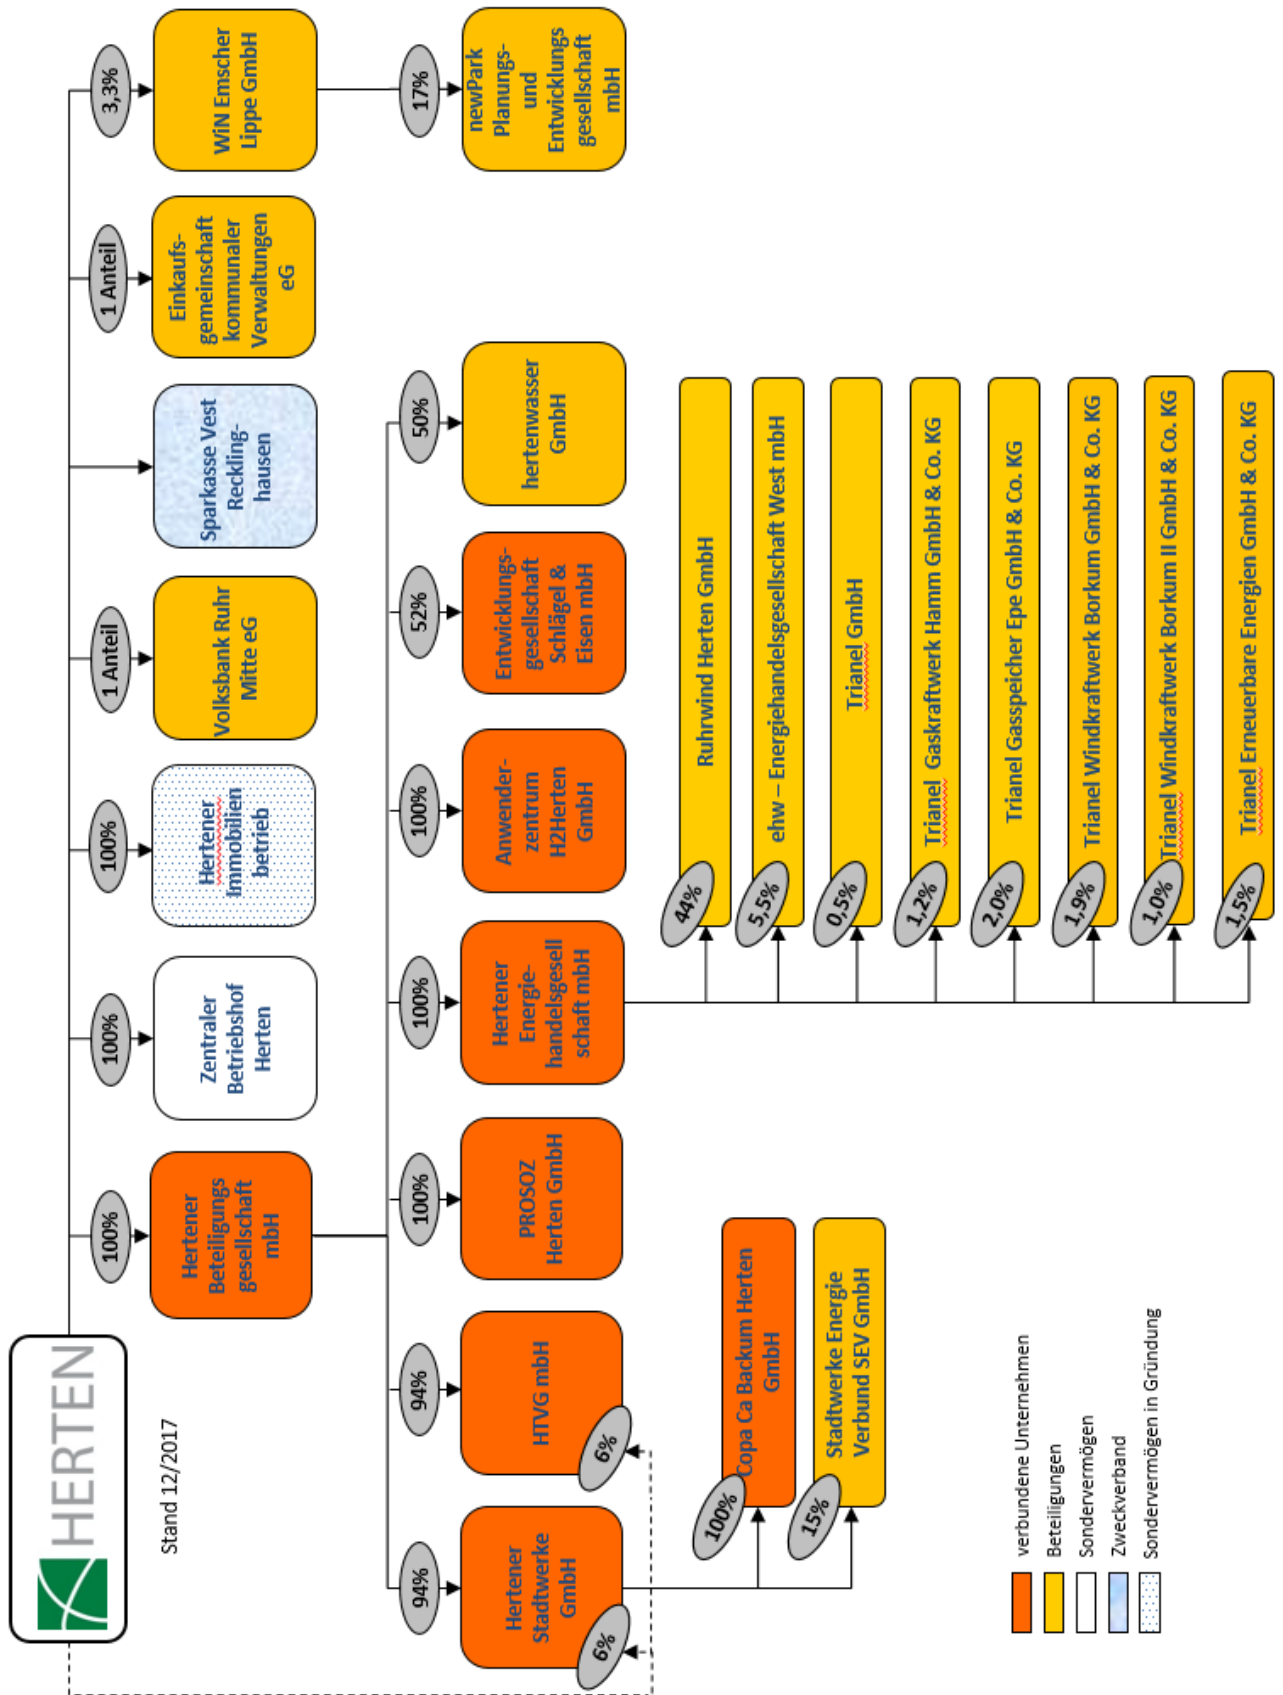 HERTEN
Stand 12/2017
100%
100%
100%
1 Anteil
1 Anteil
3,3%
Hertener
Beteiligungs
gesellschaft
mbH
Zentraler
Betriebshof
Herten
Hertener
Immobilien
betrieb
Volksbank Ruhr
Mitte eG
Sparkasse Vest
Reckling-
hausen
Einkaufs-
gemeinschaft
kommunaler
Verwaltungen
eG
WiN Emscher
Lippe GmbH
94%
94%
100%
100%
100%
52%
50%
17%
Hertener
Stadtwerke
GmbH
6%
HTVG mbH
6%
PROSOZ
Herten GmbH
Hertener
Energie-
handelsgesell
schaft mbH
Anwender-
zentrum
H2Herten
GmbH
Entwicklungs-
gesellschaft
Schlägel &
Eisen mbH
hertenwasser
GmbH
newPark
Planungs-
und
Entwicklungs
gesellschaft
mbH
100%
Copa Ca Backum Herten
GmbH
15%
Stadtwerke Energie
Verbund SEV GmbH
44%
Ruhrwind Herten GmbH
5,5%
ehw – Energiehandelsgesellschaft West mbH
0,5%
Trianel GmbH
1,2%
Trianel Gaskraftwerk Hamm GmbH & Co. KG
2,0%
Trianel Gasspeicher Epe GmbH & Co. KG
1,9%
Trianel Windkraftwerk Borkum GmbH & Co. KG
1,0%
Trianel Windkraftwerk Borkum II GmbH & Co. KG
1,5%
Trianel Erneuerbare Energien GmbH & Co. KG
verbundene Unternehmen
Beteiligungen
Sondervermögen
Zweckverband
Sondervermögen in Gründung